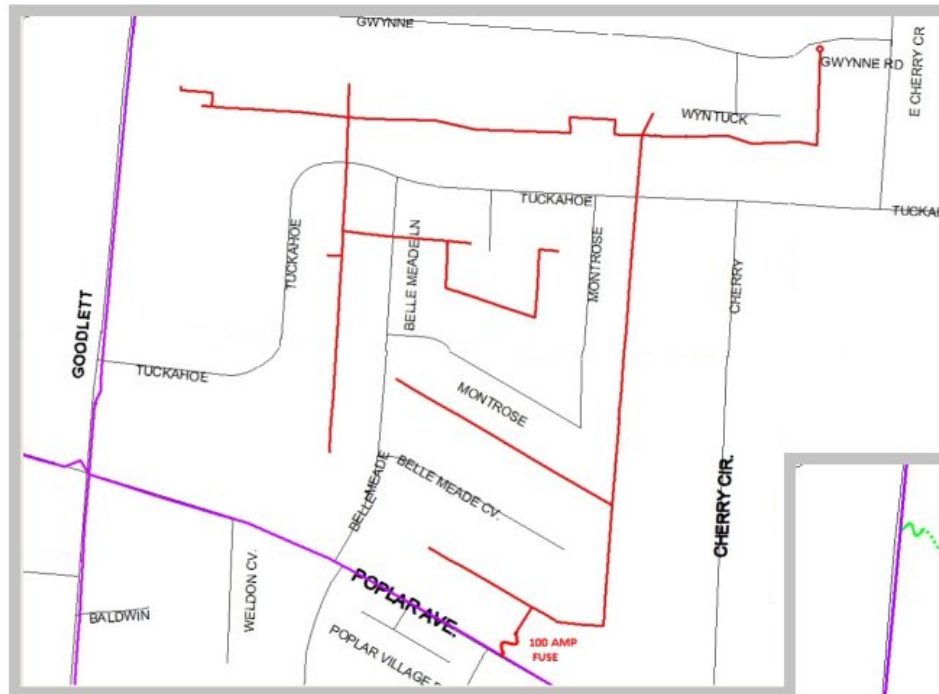 GWYNNE
GWYNNE RD
E CHERRY CR
WYNTUCK
TUCKAHOE
TUCKAH
TUCKAHOE
BELLE MEADE LN
MONTROSE
CHERRY
GOODLETT
TUCKAHOE
MONTROSE
BELLE MEADE CV.
BELLEMEADE
CHERRY CIR.
POPLAR AVE.
WELDON CV.
BALDWIN
POPLAR VILLAGE
100 AMP
FUSE